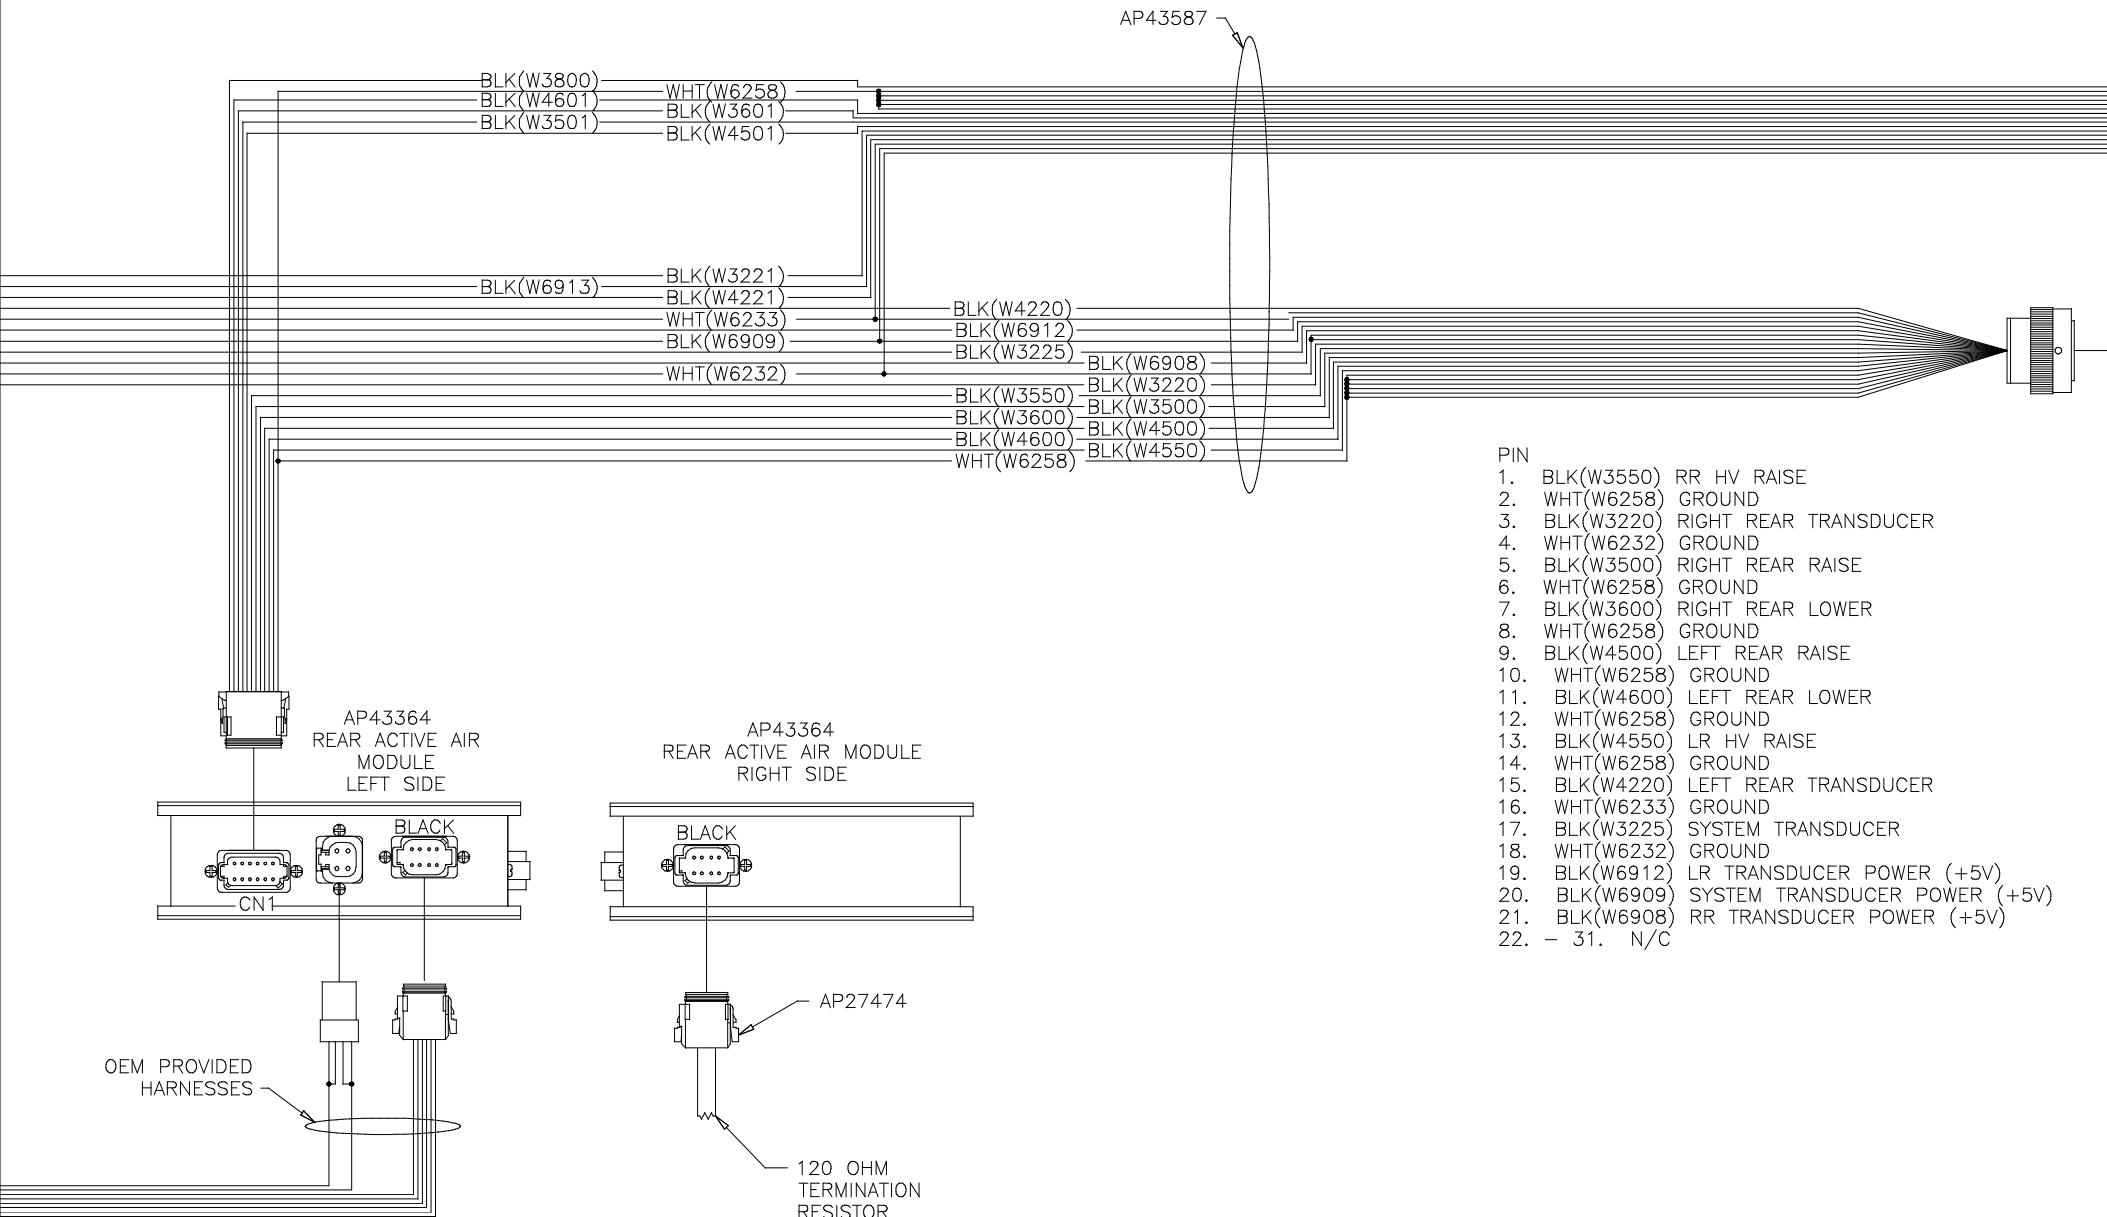 AP43587
BLK(W3800)
WHT(W6258)
BLK(W4601)
BLK(W3601)
BLK(W3501)
BLK(W4501)
BLK(W3221)
BLK(W6913)
BLK(W4221)
BLK(W4220)
WHT(W6233)
BLK(W6912)
BLK(W6909)
BLK(W3225)
BLK(W6908)
WHT(W6232)
BLK(W3220)
BLK(W3550)
BLK(W3500)
BLK(W3600)
BLK(W4500)
BLK(W4600)
BLK(W4550)
WHT(W6258)
PIN
1. BLK(W3550) RR HV RAISE
2. WHT(W6258) GROUND
3. BLK(W3220) RIGHT REAR TRANSDUCER
4. WHT(W6232) GROUND
5. BLK(W3500) RIGHT REAR RAISE
6. WHT(W6258) GROUND
7. BLK(W3600) RIGHT REAR LOWER
8. WHT(W6258) GROUND
9. BLK(W4500) LEFT REAR RAISE
10. WHT(W6258) GROUND
11. BLK(W4600) LEFT REAR LOWER
12. WHT(W6258) GROUND
13. BLK(W4550) LR HV RAISE
14. WHT(W6258) GROUND
15. BLK(W4220) LEFT REAR TRANSDUCER
16. WHT(W6233) GROUND
17. BLK(W3225) SYSTEM TRANSDUCER
18. WHT(W6232) GROUND
19. BLK(W6912) LR TRANSDUCER POWER (+5V)
20. BLK(W6909) SYSTEM TRANSDUCER POWER (+5V)
21. BLK(W6908) RR TRANSDUCER POWER (+5V)
22. – 31. N/C
AP43364
REAR ACTIVE AIR
MODULE
LEFT SIDE
AP43364
REAR ACTIVE AIR MODULE
RIGHT SIDE
BLACK
CN1
BLACK
AP27474
OEM PROVIDED
HARNESSES
120 OHM
TERMINATION
RESISTOR